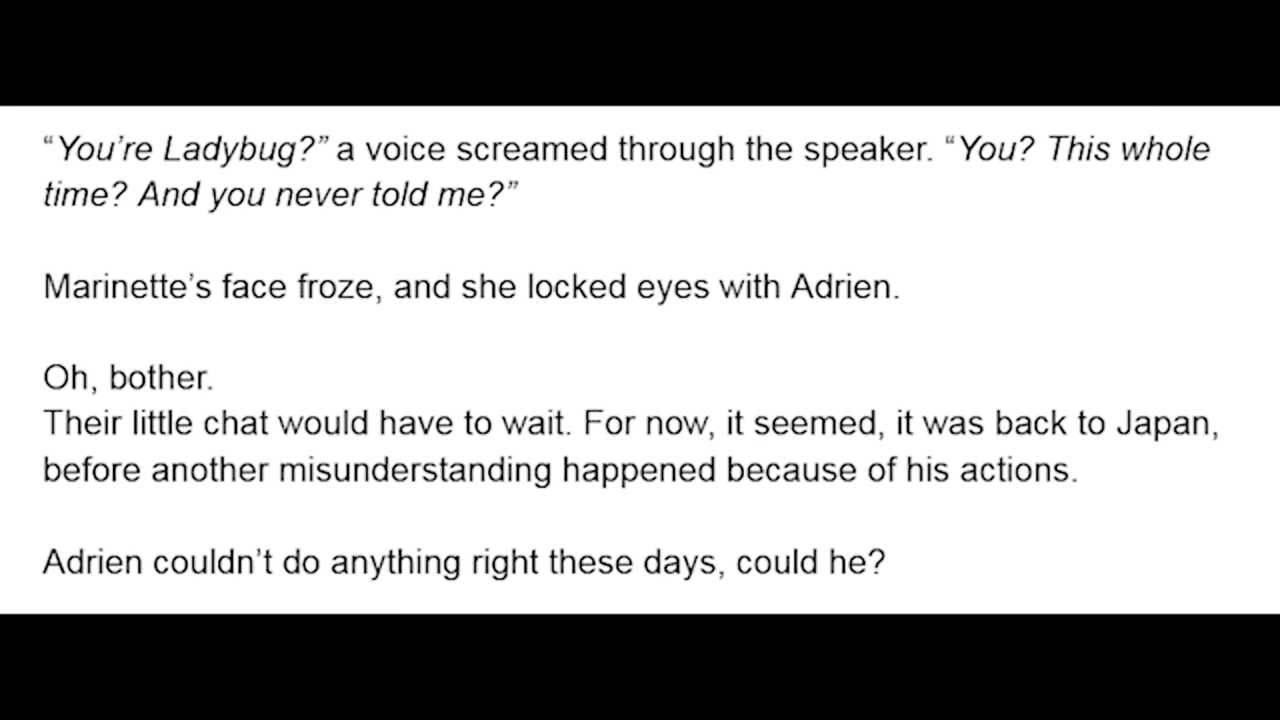 “You’re Ladybug?” a voice screamed through the speaker. “You? This whole
time? And you never told me?”
Marinette’s face froze, and she locked eyes with Adrien.
Oh, bother.
Their little chat would have to wait. For now, it seemed, it was back to Japan,
before another misunderstanding happened because of his actions.
Adrien couldn’t do anything right these days, could he?